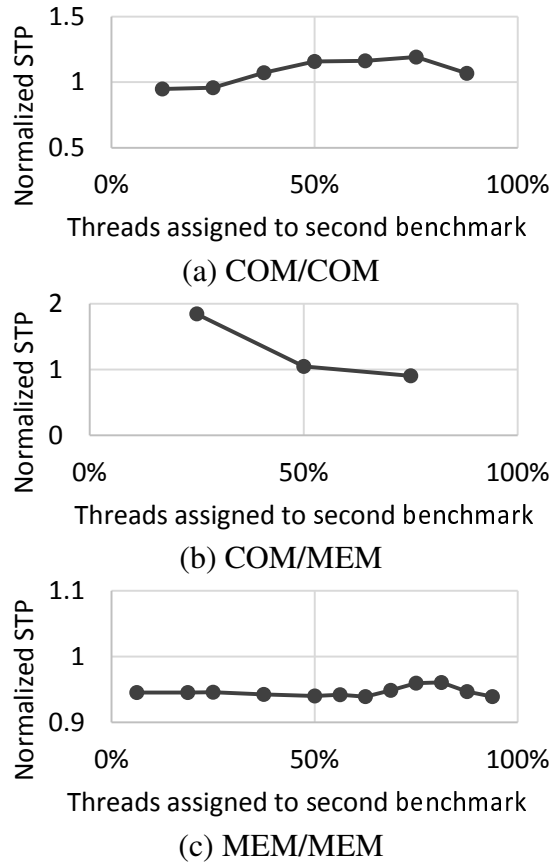 Normalized STP
1.5
1
0.5
0%
50%
100%
Threads assigned to second benchmark
(a) COM/COM
Normalized STP
2
1
0
0%
50%
100%
Threads assigned to second benchmark
(b) COM/MEM
Normalized STP
1.1
1
0.9
0%
50%
100%
Threads assigned to second benchmark
(c) MEM/MEM